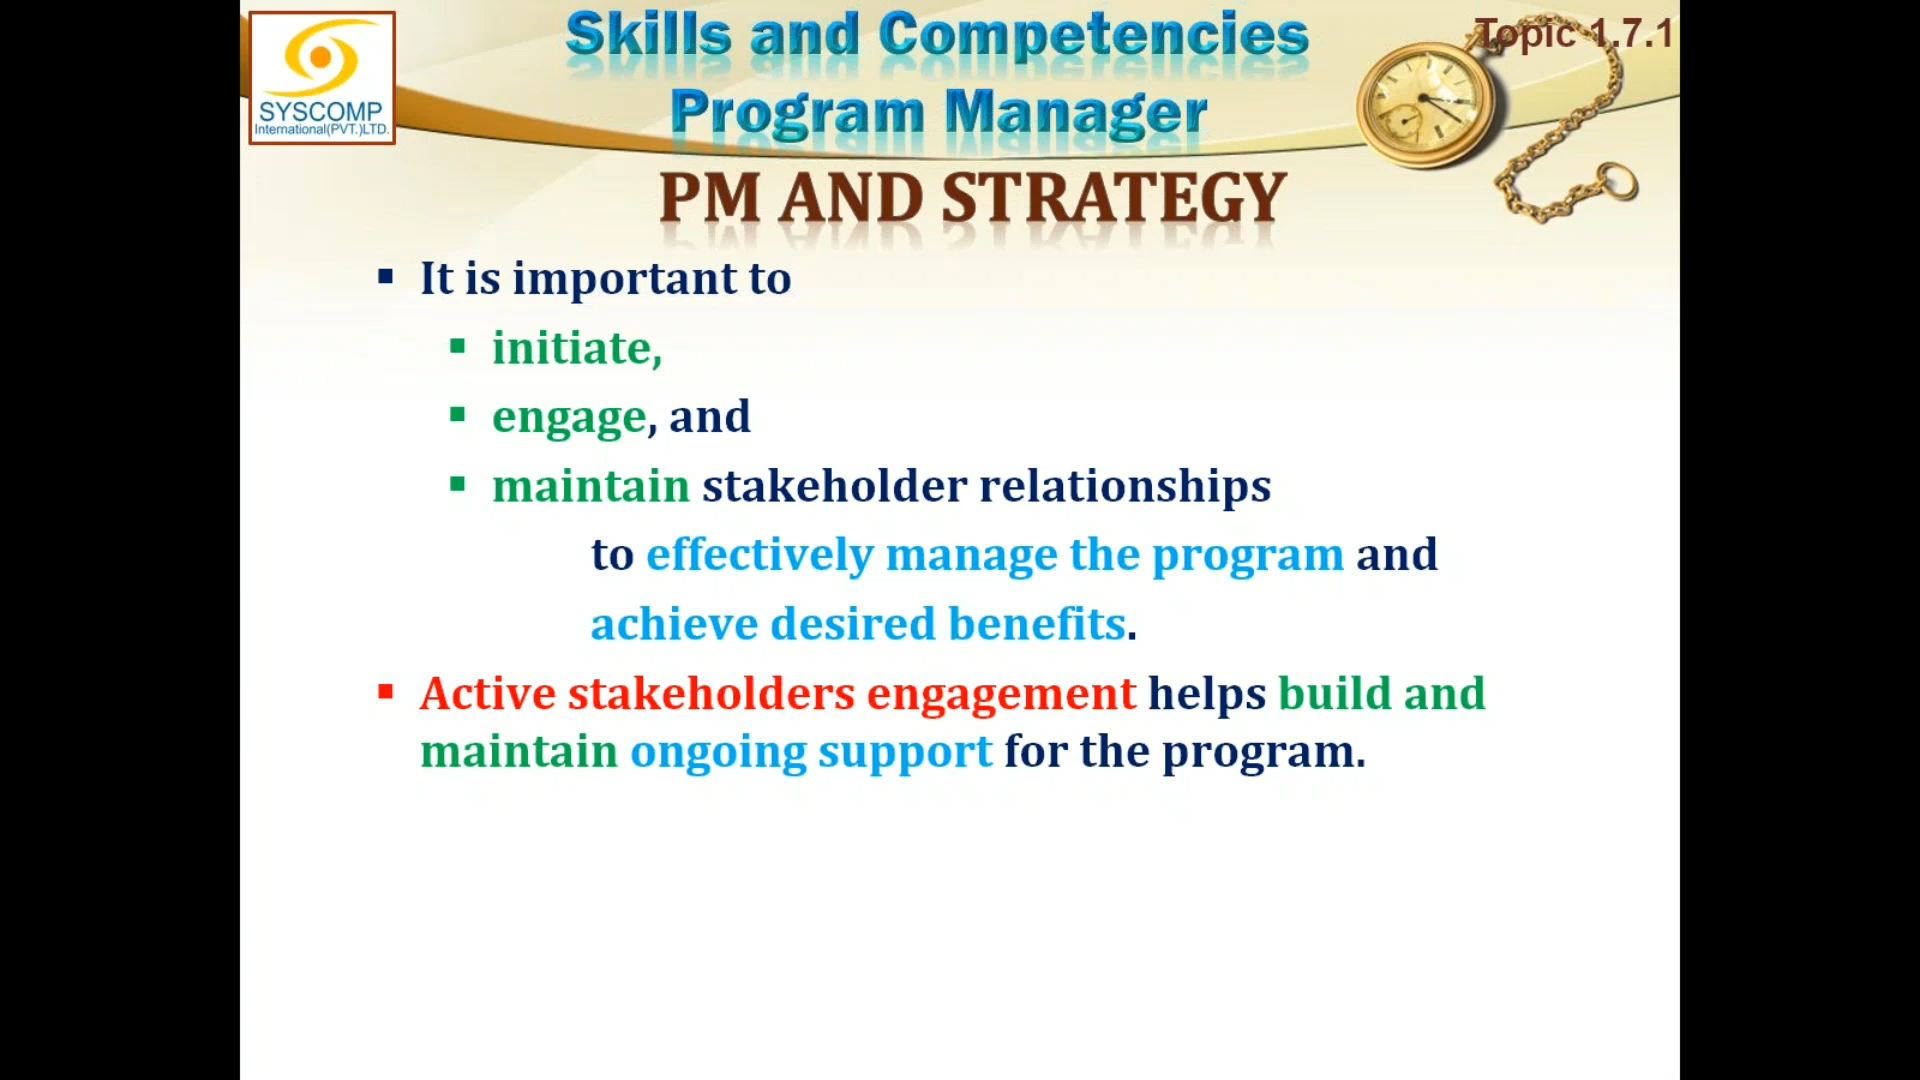 Skills and Competencies
Topic 1.7.1
Program Manager
SYSCOMP
International(PVT.)LTD.
PM AND STRATEGY
▪ It is important to
▪ initiate,
▪ engage, and
▪ maintain stakeholder relationships
to effectively manage the program and
achieve desired benefits.
▪ Active stakeholders engagement helps build and
maintain ongoing support for the program.